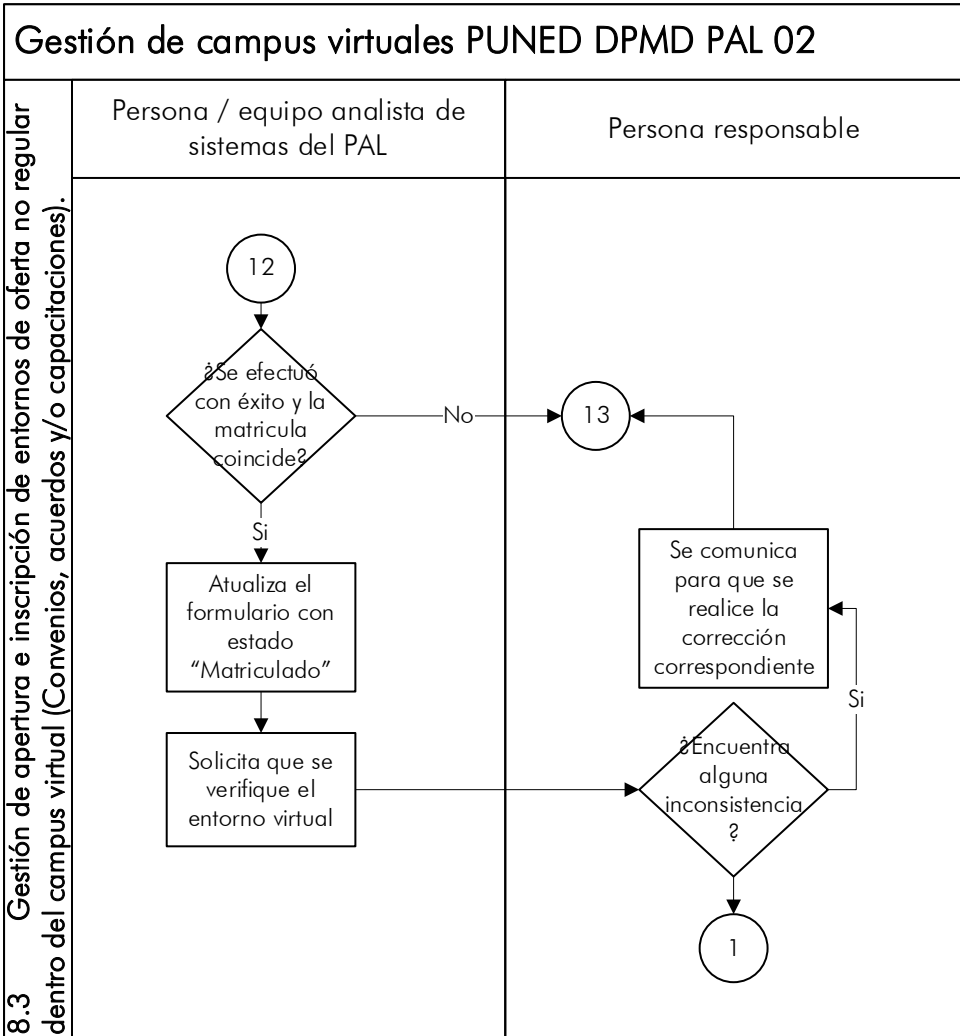 Gestión de campus virtuales PUNED DPMD PAL 02
8.3 Gestión de apertura e inscripción de entornos de oferta no regular
dentro del campus virtual (Convenios, acuerdos y/o capacitaciones).
Persona / equipo analista de
sistemas del PAL
Persona responsable
12
¿Se efectuó
con éxito y la
matricula
coincide?
No
13
Si
Atualiza el
formulario con
estado
“Matriculado”
Solicita que se
verifique el
entorno virtual
Se comunica
para que se
realice la
corrección
correspondiente
Si
¿Encuentra
alguna
inconsistencia
?
1